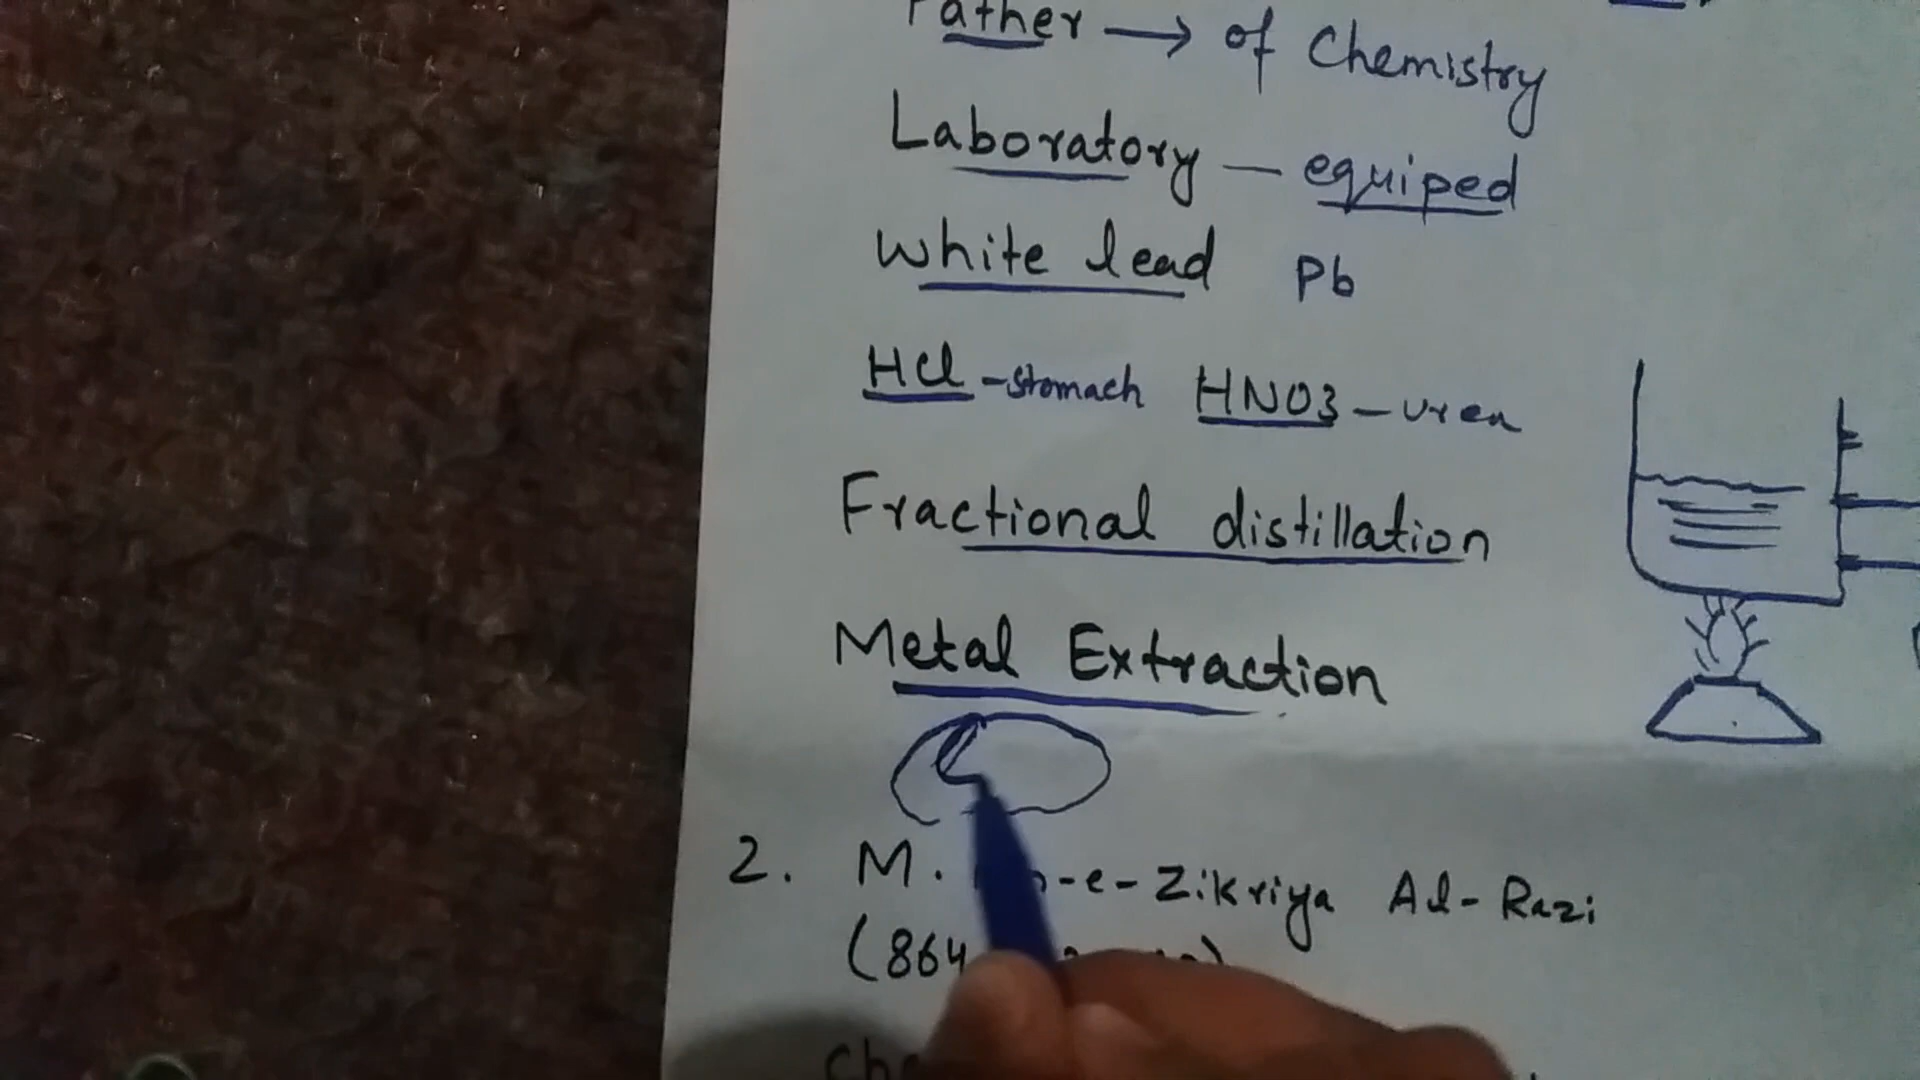 Father → of Chemistry
Laboratory — equiped
White lead Pb
HCl - stomach HNO3 - urea
Fractional distillation
Metal Extraction
2. M. -e-Zikriya Al-Razi
(864